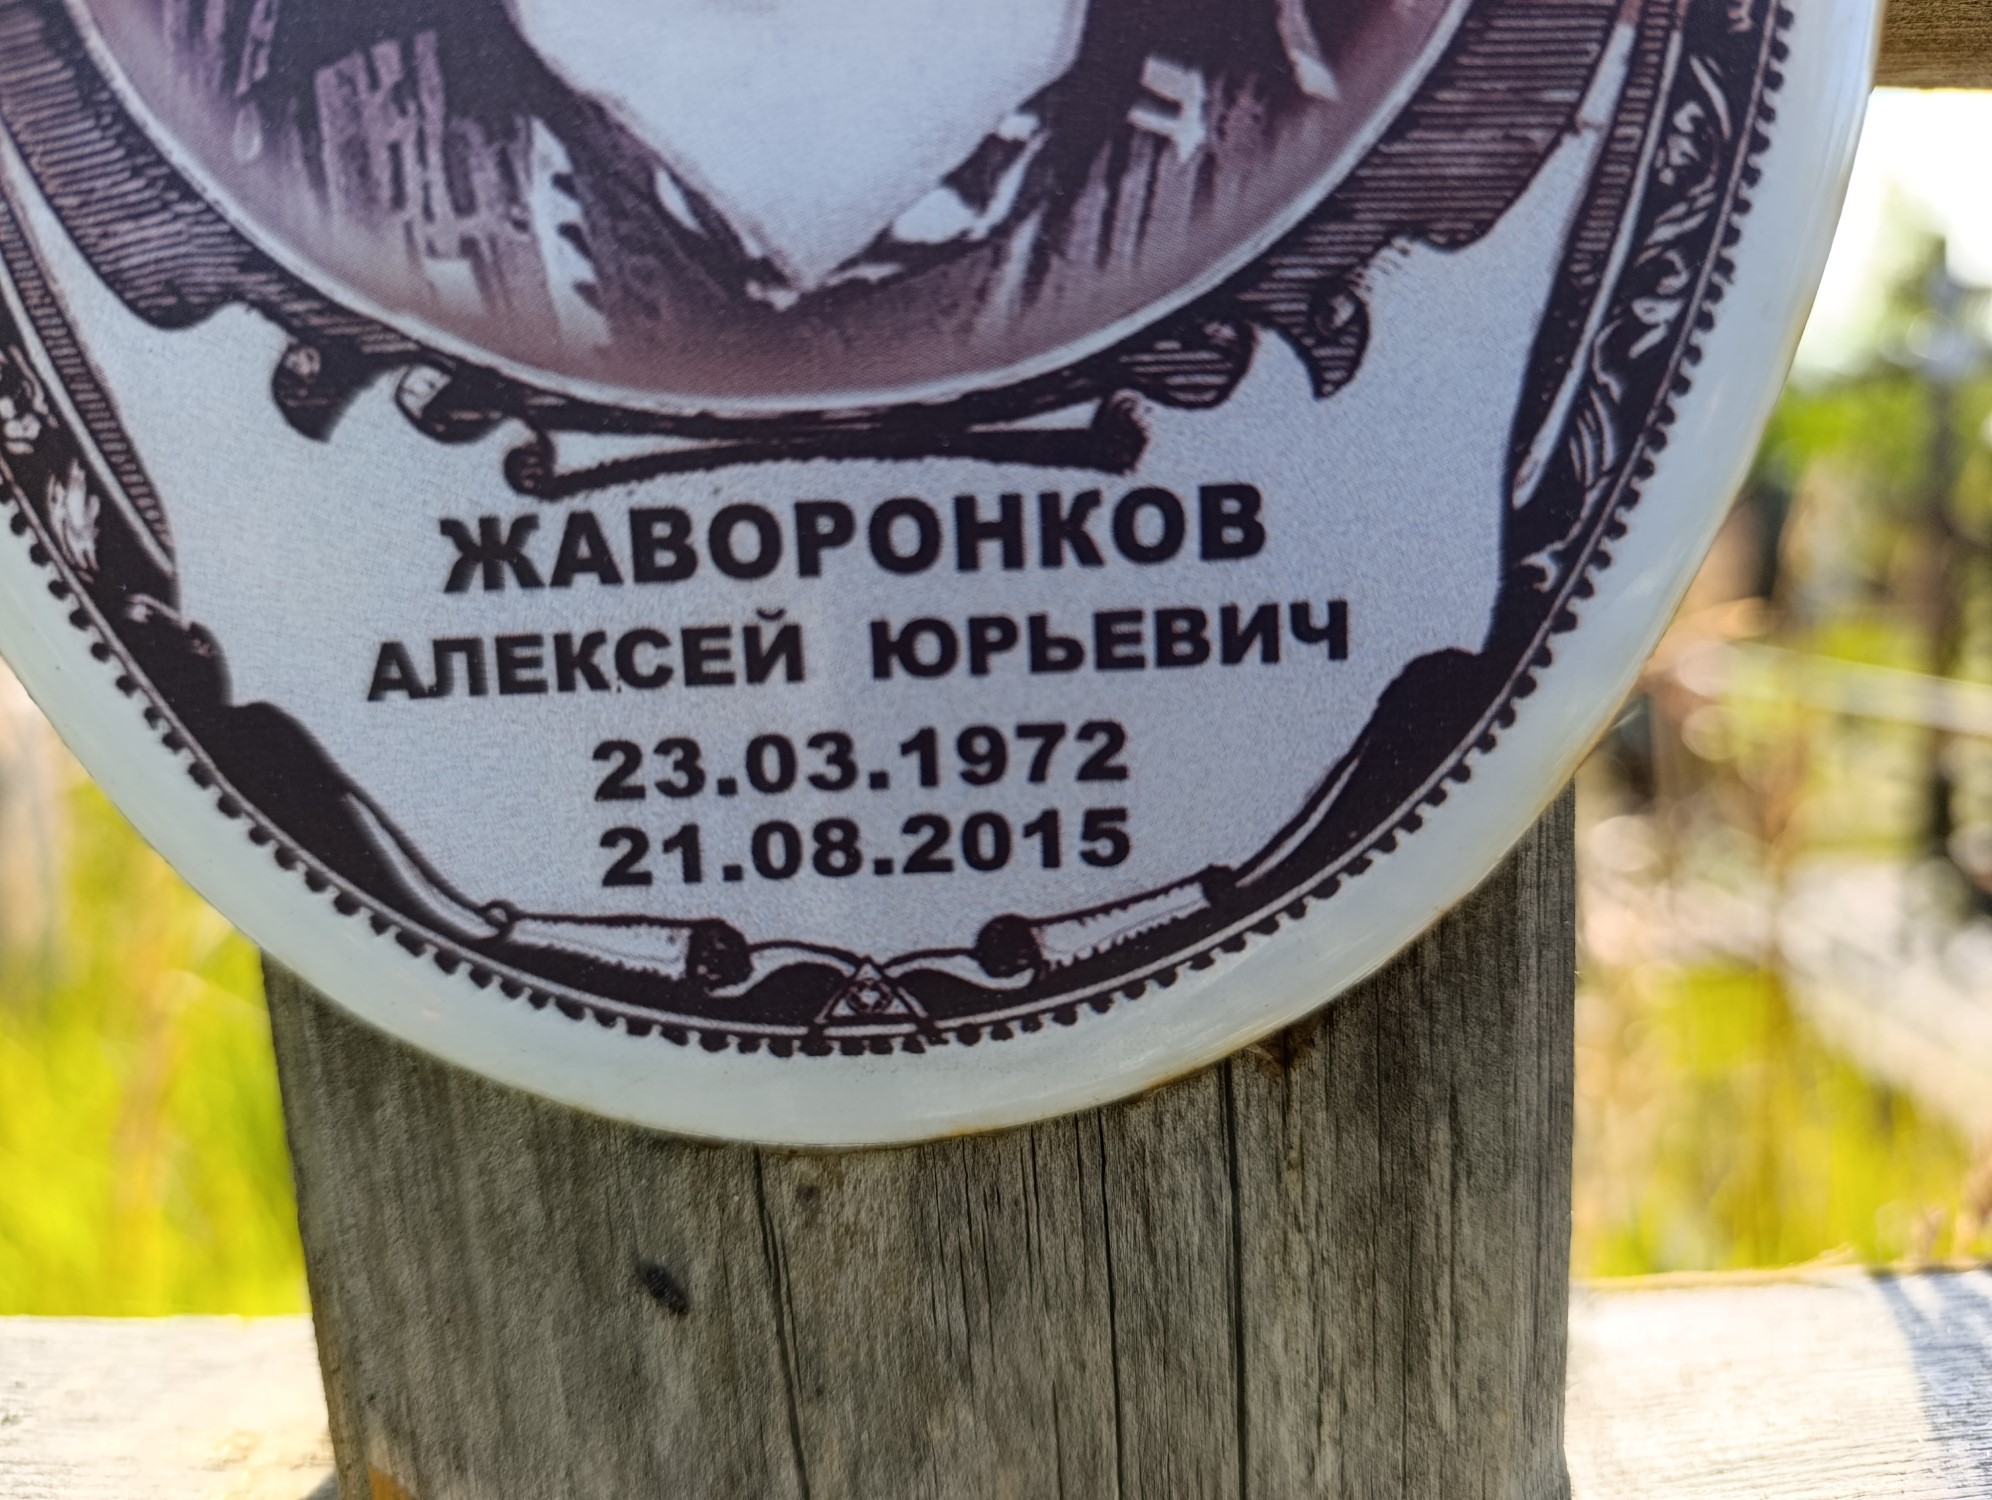 ЖАВОРОНКОВ
АЛЕКСЕЙ ЮРЬЕВИЧ
23.03.1972
21.08.2015